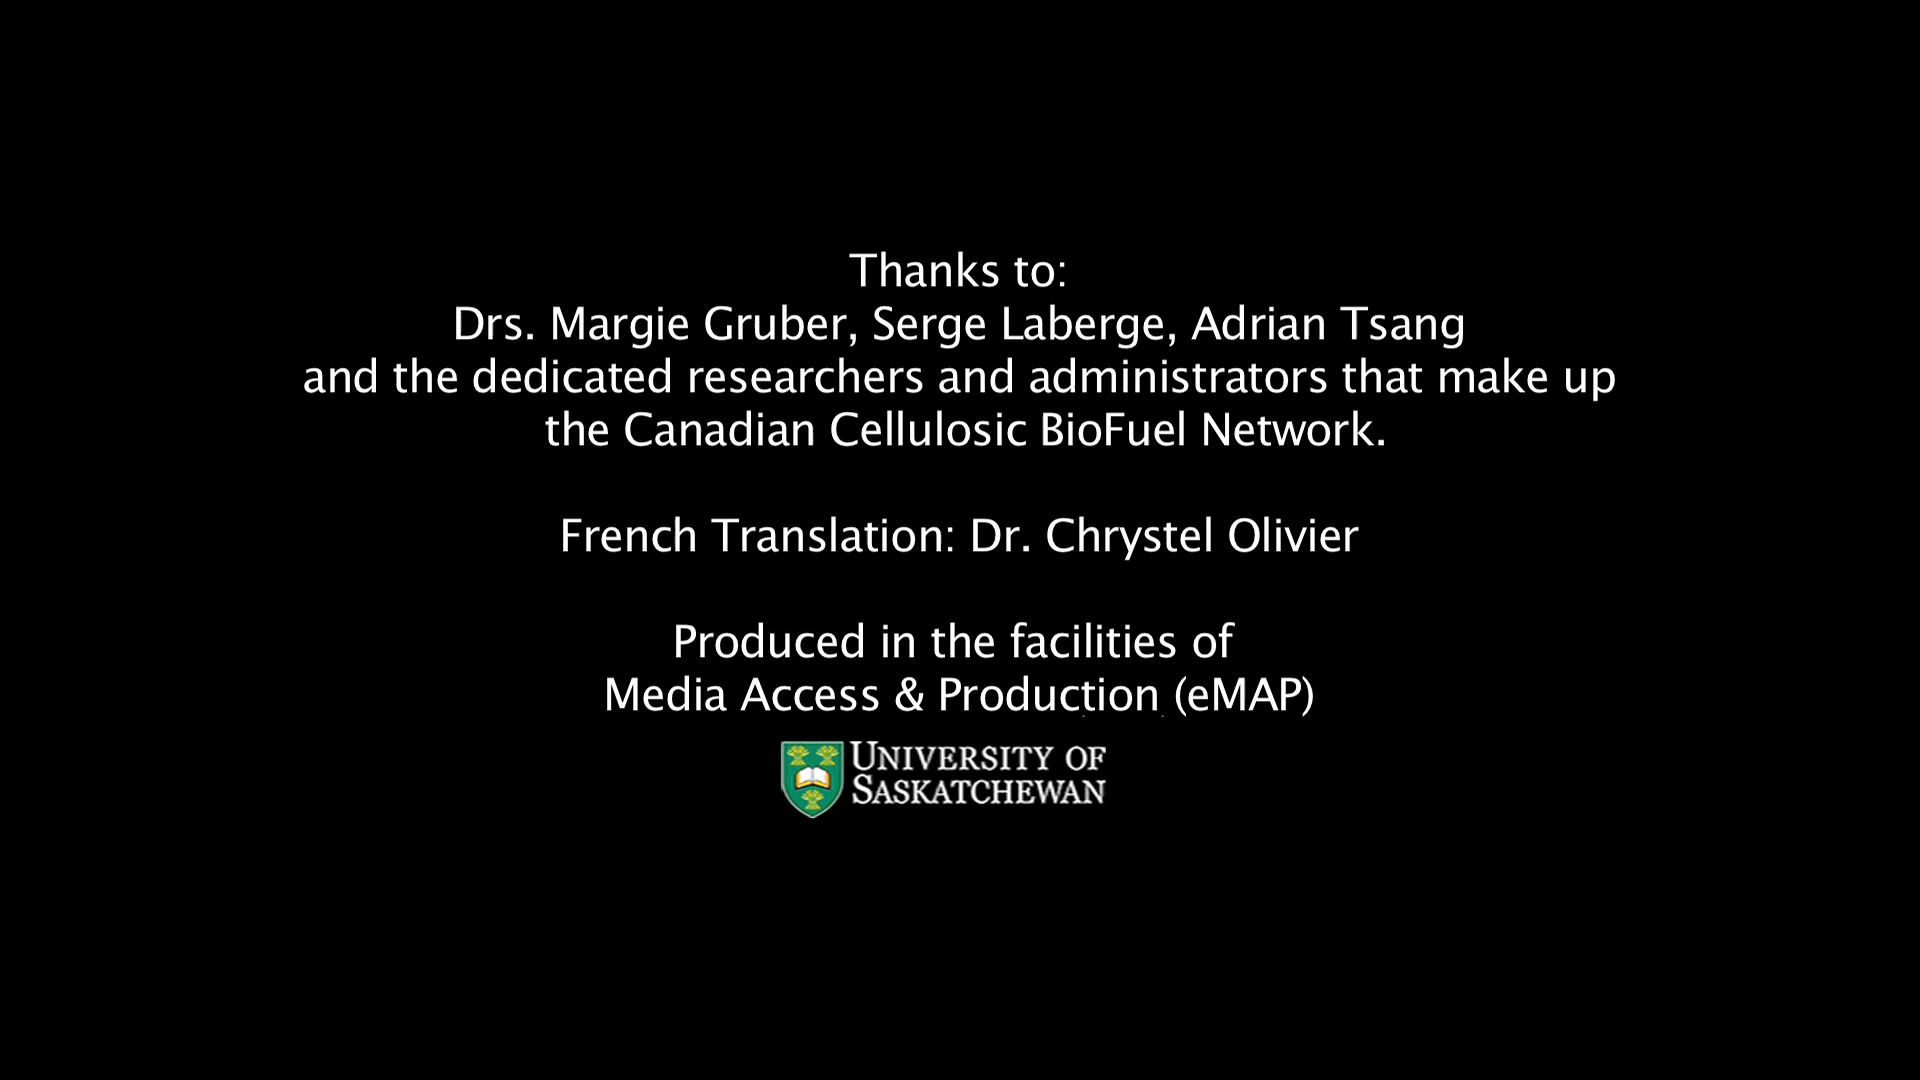 Thanks to:
Drs. Margie Gruber, Serge Laberge, Adrian Tsang
and the dedicated researchers and administrators that make up
the Canadian Cellulosic BioFuel Network.
French Translation: Dr. Chrystel Olivier
Produced in the facilities of
Media Access & Production (eMAP)
UNIVERSITY OF
SASKATCHEWAN